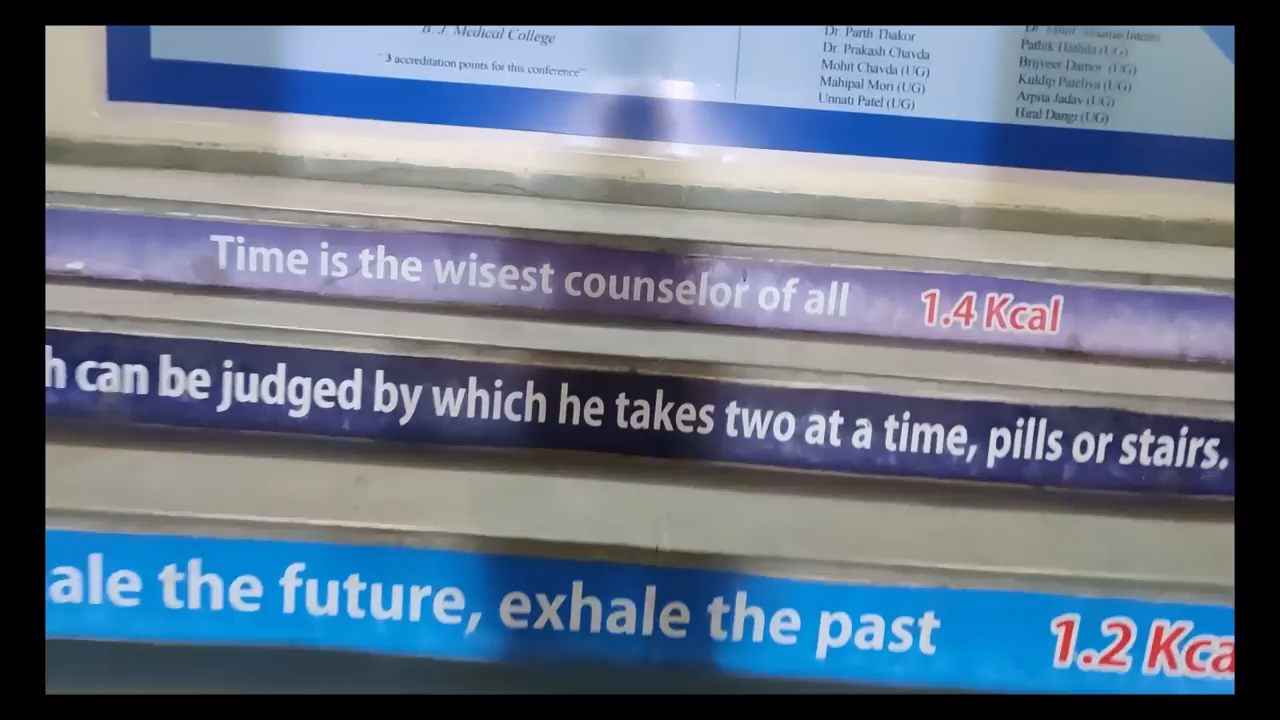 B. J. Medical College
" 3 accreditation points for this conference"
Dr Parth Thakor
Dr Prakash Chavda
Mohit Chavda (UG)
Mahipal Mori (UG)
Unnati Patel (UG)
Pathik Hathila (UG)
Brijveer Damor (UG)
Kuldip Pateliya (UG)
Arpita Jadav (UG)
Hiral Dangi (UG)
Time is the wisest counselor of all 1.4 Kcal
h can be judged by which he takes two at a time, pills or stairs.
ale the future, exhale the past 1.2 Kca